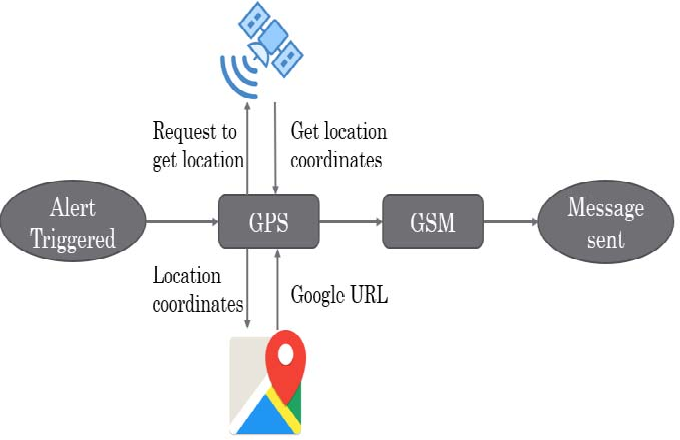 Request to
get location
Get location
coordinates
Alert
Triggered
GPS
GSM
Message
sent
Location
coordinates
Google URL